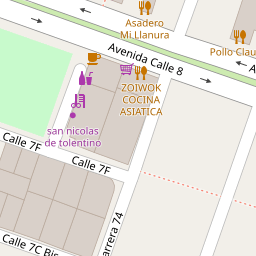 Asadero
Mi Llanura
Avenida Calle 8
Pollo Clau
ZOIWOK
COCINA
ASIATICA
san nicolas
de tolentino
Calle 7F
Calle 7F
arrera 74
Calle 7C Bis